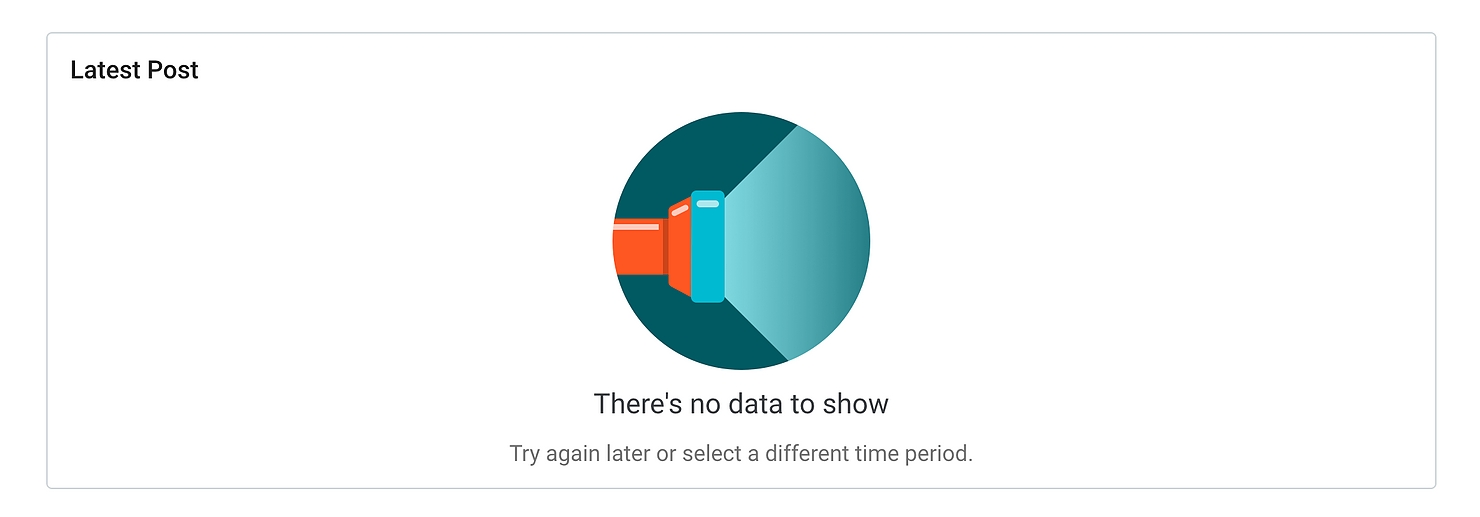 Latest Post
There's no data to show
Try again later or select a different time period.